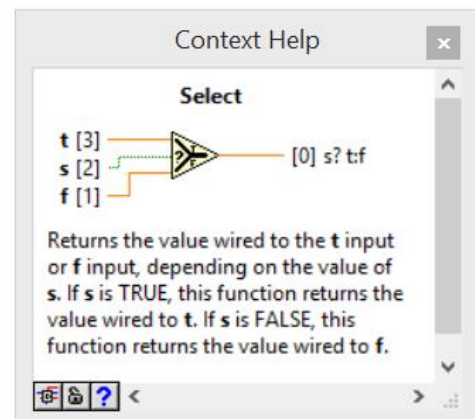 Context Help
x
Select
t [3]
s [2]
f [1]
?
T
F
[0] s? t:f
Returns the value wired to the t input
or f input, depending on the value of
s. If s is TRUE, this function returns the
value wired to t. If s is FALSE, this
function returns the value wired to f.
?